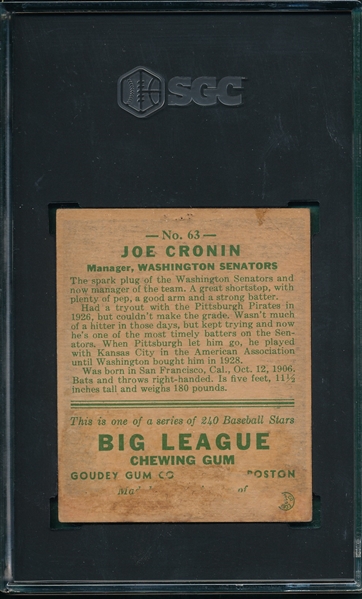 SGC
— No. 63 —
JOE CRONIN
Manager, WASHINGTON SENATORS
The spark plug of the Washington Senators and
now manager of the team. A great shortstop, with
plenty of pep, a good arm and a strong batter.
Had a tryout with the Pittsburgh Pirates in
1926, but couldn't make the grade. Wasn't much
of a hitter in those days, but kept trying and now
he's one of the most timely batters on the Sen-
ators. When Pittsburgh let him go, he played
with Kansas City in the American Association
until Washington bought him in 1928.
Was born in San Francisco, Cal., Oct. 12, 1906.
Bats and throws right-handed. Is five feet, 11½
inches tall and weighs 180 pounds.
This is one of a series of 240 Baseball Stars
BIG LEAGUE
CHEWING GUM
GOUDEY GUM CO BOSTON
Mad of